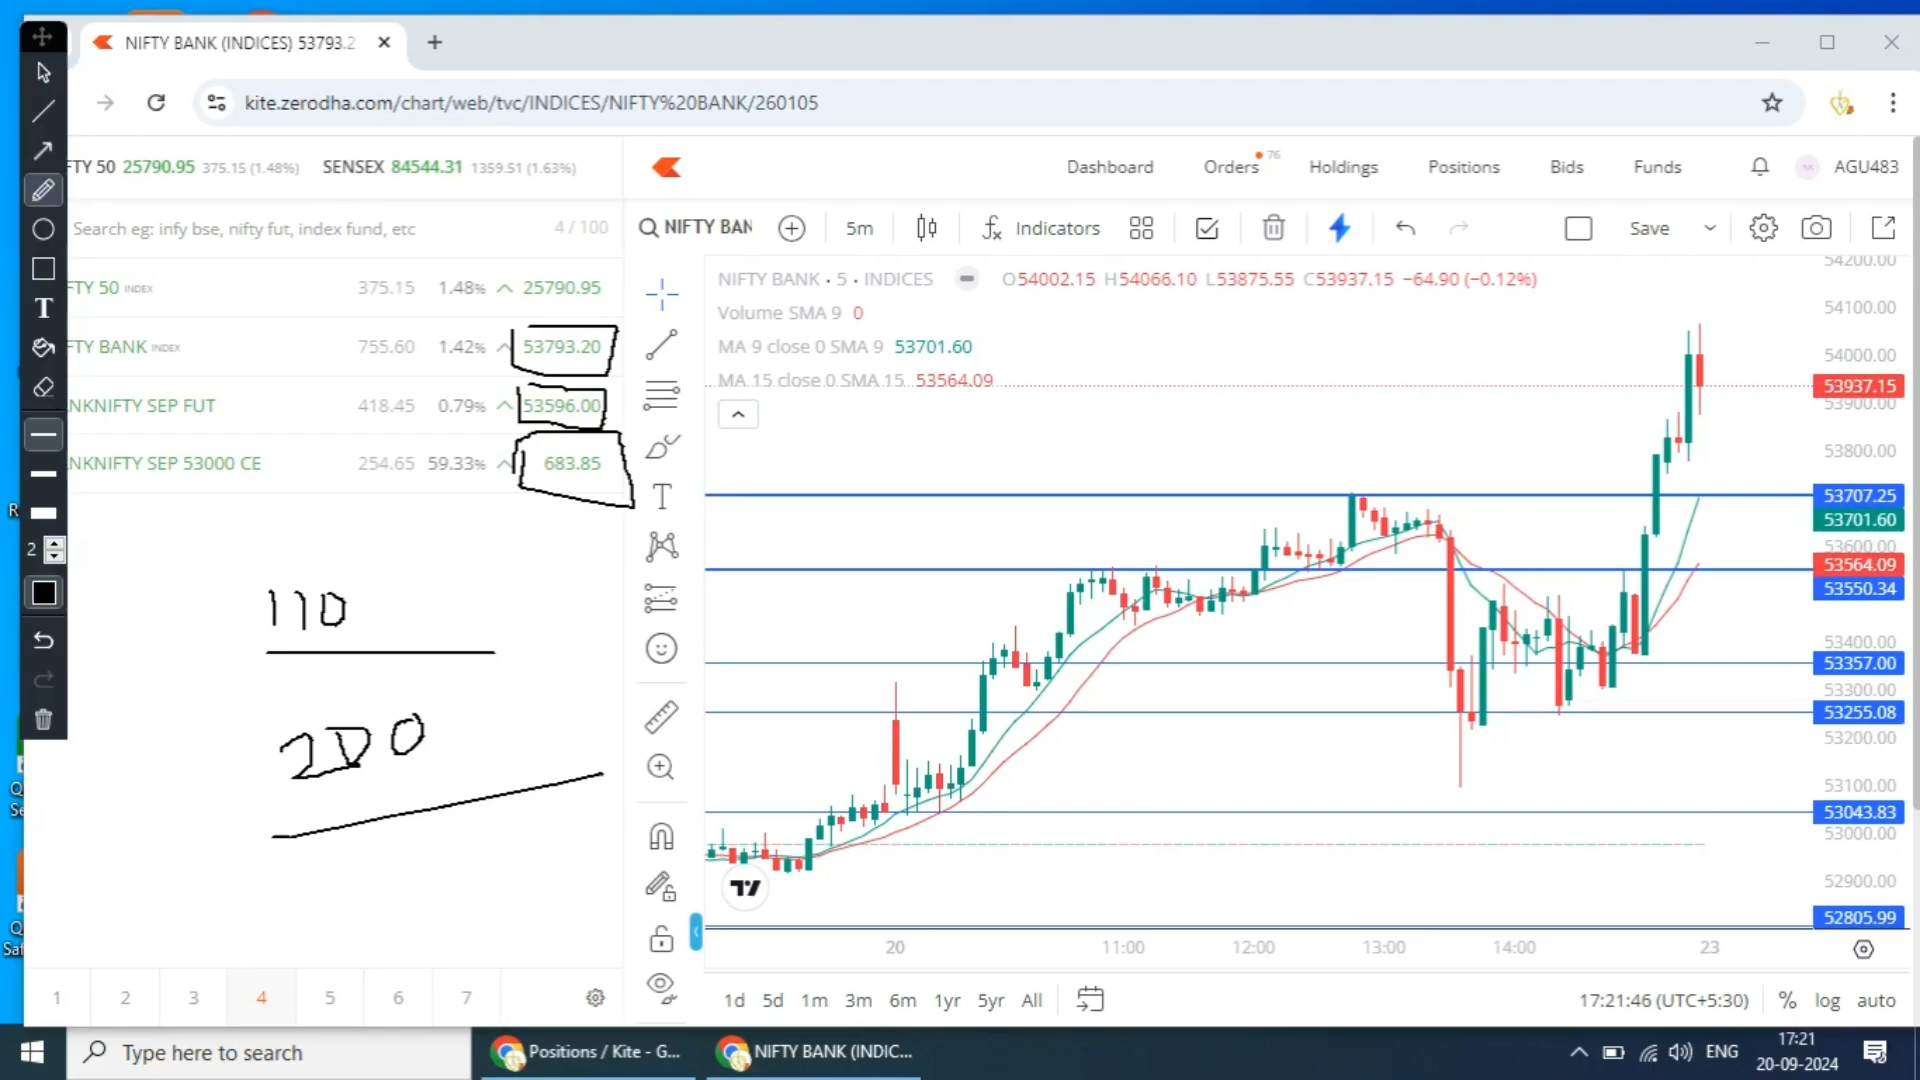 NIFTY BANK (INDICES) 53793.2
kite.zerodha.com/chart/web/tvc/INDICES/NIFTY%20BANK/260105
FTY 50 25790.95 375.15 (1.48%) SENSEX 84544.31 1359.51 (1.63%)
Dashboard Orders 76 Holdings Positions Bids Funds AGU483
Search eg: infy bse, nifty fut, index fund, etc 4 / 100
NIFTY BAN 5m Indicators Save
FTY 50 INDEX 375.15 1.48% 25790.95
FTY BANK INDEX 755.60 1.42% 53793.20
NKNIFTY SEP FUT 418.45 0.79% 53596.00
NKNIFTY SEP 53000 CE 254.65 59.33% 683.85
110
200
T
2
T
NIFTY BANK · 5 · INDICES O54002.15 H54066.10 L53875.55 C53937.15 −64.90 (−0.12%)
Volume SMA 9 0
MA 9 close 0 SMA 9 53701.60
MA 15 close 0 SMA 15 53564.09
54200.00
54100.00
54000.00
53937.15
53900.00
53800.00
53707.25
53701.60
53600.00
53564.09
53550.34
53400.00
53357.00
53300.00
53255.08
53200.00
53100.00
53043.83
53000.00
52900.00
52805.99
20 11:00 12:00 13:00 14:00 23
1 2 3 4 5 6 7
1d 5d 1m 3m 6m 1yr 5yr All 17:21:46 (UTC+5:30) % log auto
R
Q
Se
Q
Saf
Type here to search Positions / Kite - G... NIFTY BANK (INDIC... ENG 17:21
20-09-2024